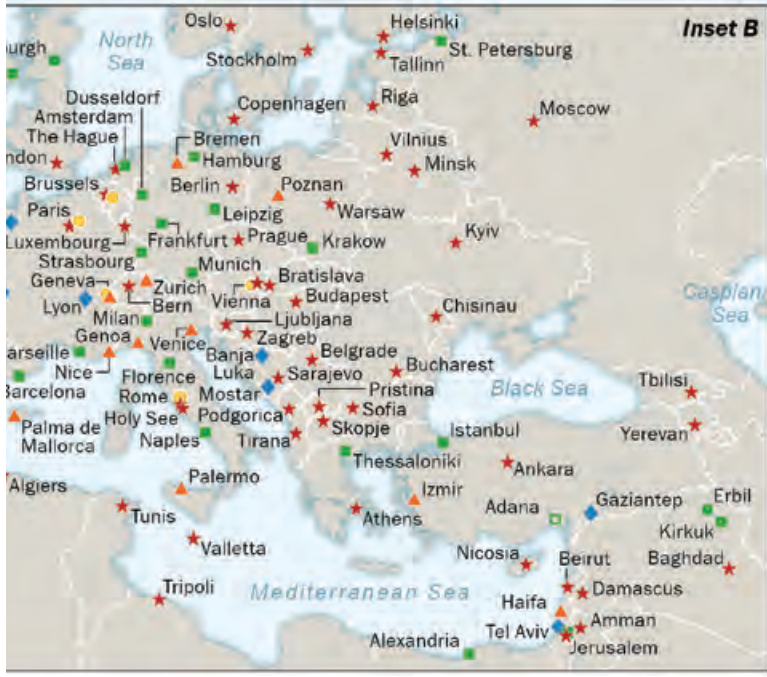 Inset B
Oslo
Helsinki
North
Sea
urgh
Stockholm
St. Petersburg
Tallinn
Dusseldorf
Amsterdam
Copenhagen
Riga
Moscow
The Hague
Bremen
Vilnius
ndon
Hamburg
Minsk
Brussels
Berlin
Poznan
Paris
Leipzig
Warsaw
Luxembourg
Frankfurt
Prague
Krakow
Kyiv
Strasbourg
Munich
Geneva
Zurich
Bratislava
Lyon
Bern
Vienna
Budapest
Caspian
Sea
Milan
Ljubljana
Chisinau
Genoa
Venice
Zagreb
arseille
Banja
Luka
Belgrade
Bucharest
Nice
Florence
Sarajevo
Black Sea
Tbilisi
Barcelona
Rome
Mostar
Pristina
Holy See
Podgorica
Sofia
Palma de
Mallorca
Naples
Tirana
Skopje
Istanbul
Yerevan
Thessaloniki
Ankara
Algiers
Palermo
Izmir
Adana
Gaziantep
Erbil
Tunis
Athens
Kirkuk
Valletta
Nicosia
Beirut
Baghdad
Tripoli
Mediterranean Sea
Damascus
Haifa
Tel Aviv
Amman
Alexandria
Jerusalem